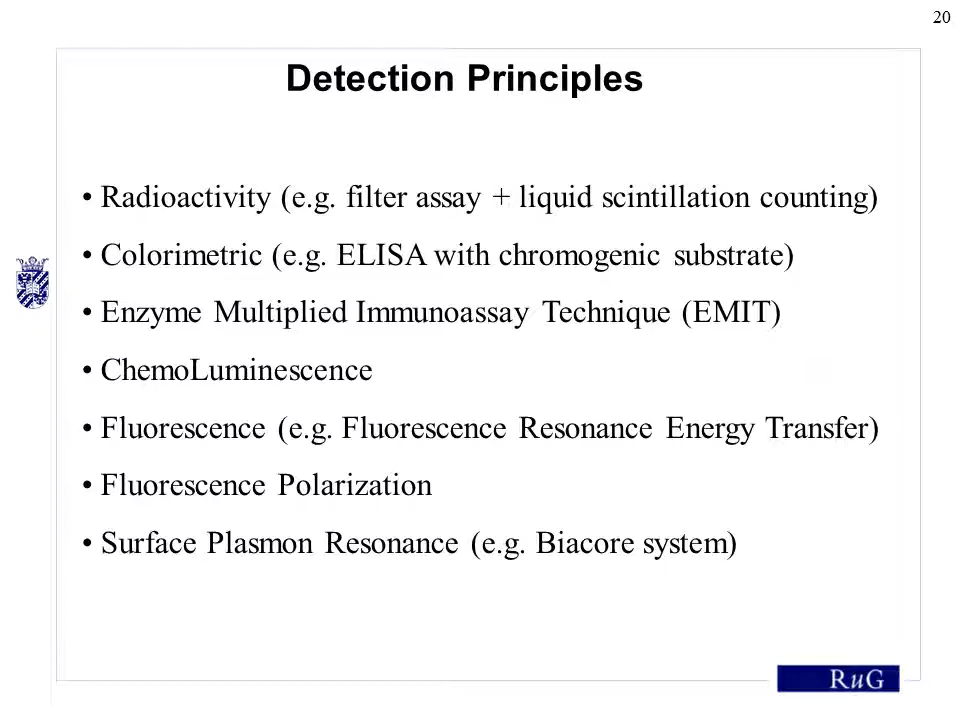 20
Detection Principles
• Radioactivity (e.g. filter assay + liquid scintillation counting)
• Colorimetric (e.g. ELISA with chromogenic substrate)
• Enzyme Multiplied Immunoassay Technique (EMIT)
• ChemoLuminescence
• Fluorescence (e.g. Fluorescence Resonance Energy Transfer)
• Fluorescence Polarization
• Surface Plasmon Resonance (e.g. Biacore system)
RuG